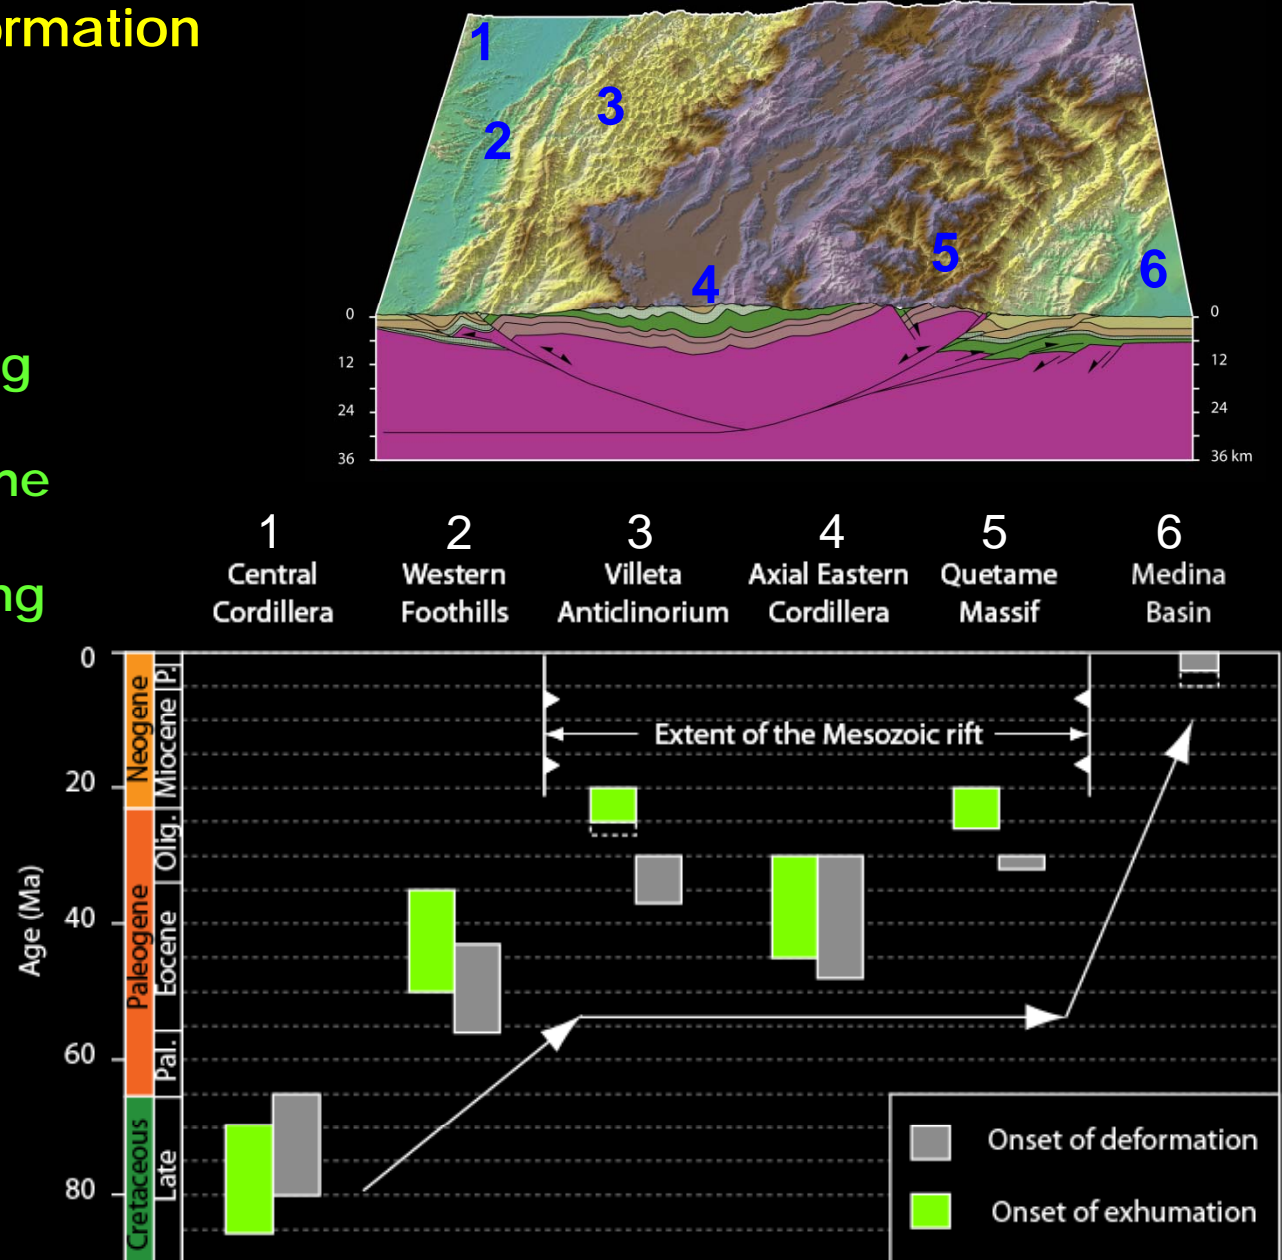 ormation
g
ne
ng
1
2
3
4
5
6
0
12
24
36
0
12
24
36 km
1 2 3 4 5 6
Central Cordillera
Western Foothills
Villeta Anticlinorium
Axial Eastern Cordillera
Quetame Massif
Medina Basin
Age (Ma)
0
20
40
60
80
Neogene
Paleogene
Cretaceous
P.
Miocene
Olig.
Eocene
Pal.
Late
Extent of the Mesozoic rift
Onset of deformation
Onset of exhumation